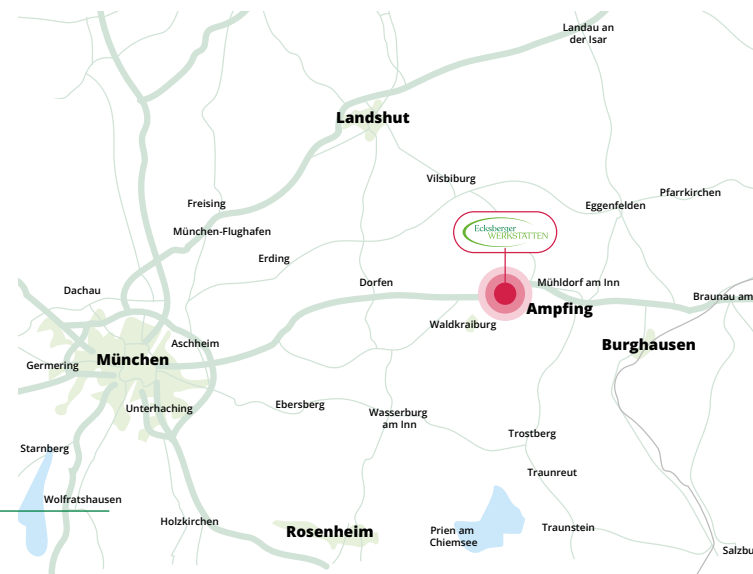 Landau an
der Isar
Landshut
Vilsbiburg
Pfarrkirchen
Eggenfelden
Freising
München-Flughafen
Ecksberger
WERKSTÄTTEN
Erding
Dorfen
Mühldorf am Inn
Dachau
Braunau am
Ampfing
Waldkraiburg
Aschheim
Burghausen
München
Germering
Ebersberg
Unterhaching
Wasserburg
am Inn
Trostberg
Starnberg
Traunreut
Wolfratshausen
Holzkirchen
Rosenheim
Prien am
Chiemsee
Traunstein
Salzbu